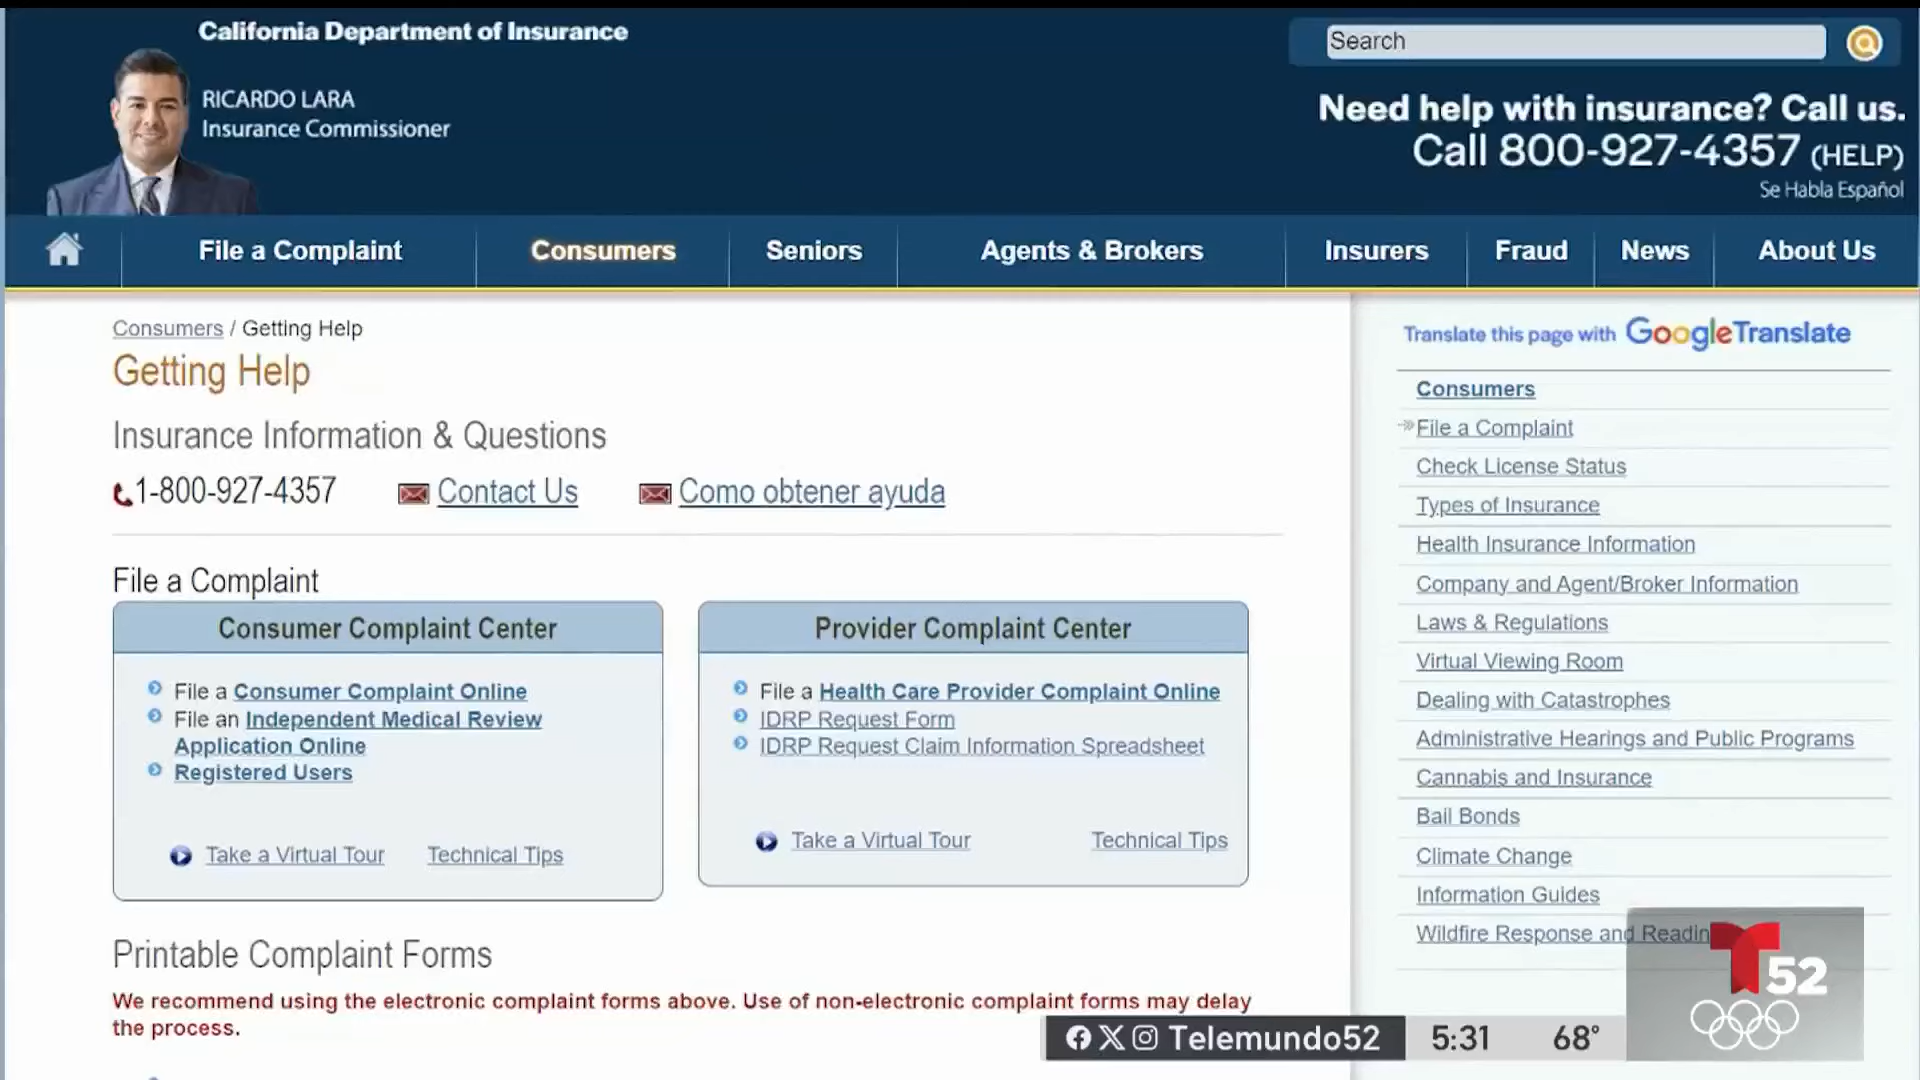 California Department of Insurance
RICARDO LARA
Insurance Commissioner
Search
Need help with insurance? Call us.
Call 800-927-4357 (HELP)
Se Habla Español
File a Complaint
Consumers
Seniors
Agents & Brokers
Insurers
Fraud
News
About Us
Consumers / Getting Help
Getting Help
Insurance Information & Questions
1-800-927-4357
Contact Us
Como obtener ayuda
File a Complaint
Consumer Complaint Center
File a Consumer Complaint Online
File an Independent Medical Review
Application Online
Registered Users
Take a Virtual Tour
Technical Tips
Provider Complaint Center
File a Health Care Provider Complaint Online
IDRP Request Form
IDRP Request Claim Information Spreadsheet
Take a Virtual Tour
Technical Tips
Printable Complaint Forms
We recommend using the electronic complaint forms above. Use of non-electronic complaint forms may delay
the process.
Translate this page with Google Translate
Consumers
File a Complaint
Check License Status
Types of Insurance
Health Insurance Information
Company and Agent/Broker Information
Laws & Regulations
Virtual Viewing Room
Dealing with Catastrophes
Administrative Hearings and Public Programs
Cannabis and Insurance
Bail Bonds
Climate Change
Information Guides
Wildfire Response and Readin
T 52
Telemundo52
5:31
68°